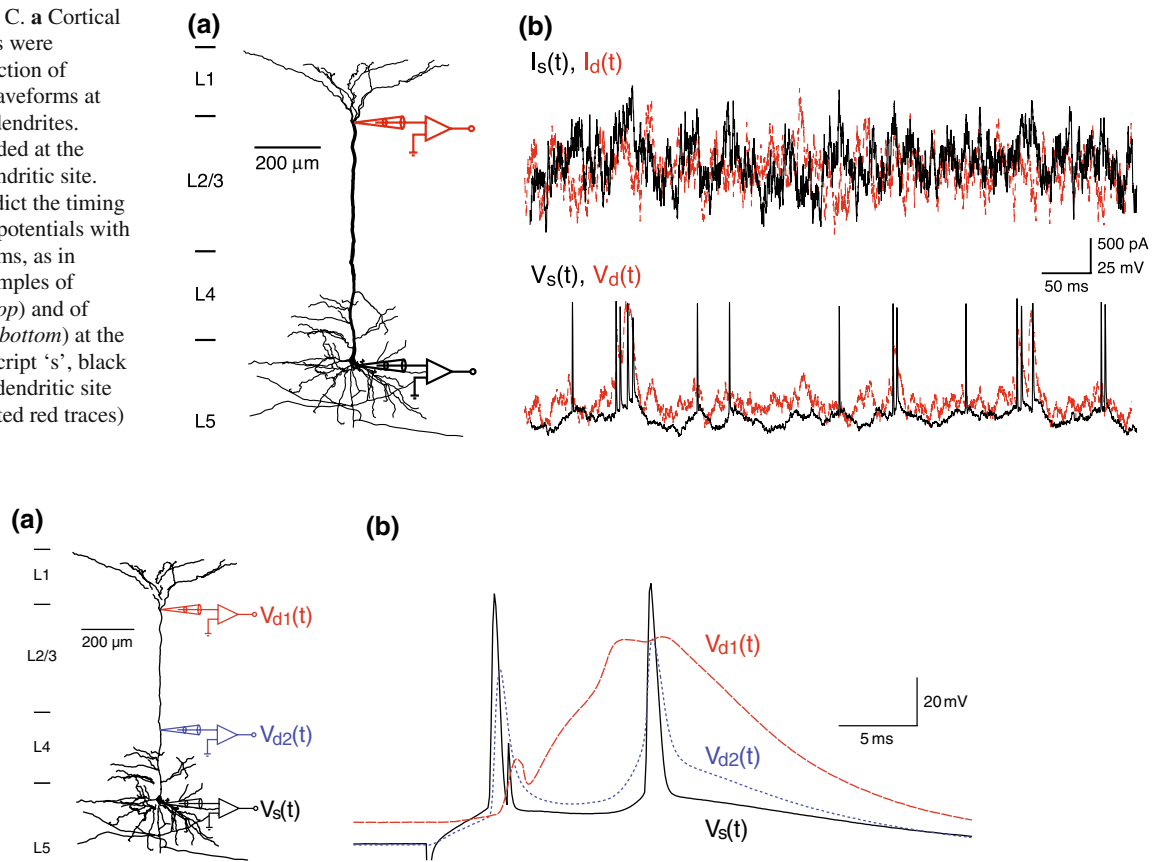 C. a Cortical
s were
ction of
aveforms at
dendrites.
ded at the
ndritic site.
dict the timing
potentials with
ms, as in
mples of
op) and of
bottom) at the
cript ‘s’, black
dendritic site
ted red traces)
(a)
L1
200 µm
L2/3
L4
L5
(b)
Is(t), Id(t)
500 pA
25 mV
50 ms
Vs(t), Vd(t)
(a)
L1
Vd1(t)
200 µm
L2/3
Vd2(t)
L4
Vs(t)
L5
(b)
Vd1(t)
20 mV
5 ms
Vd2(t)
Vs(t)